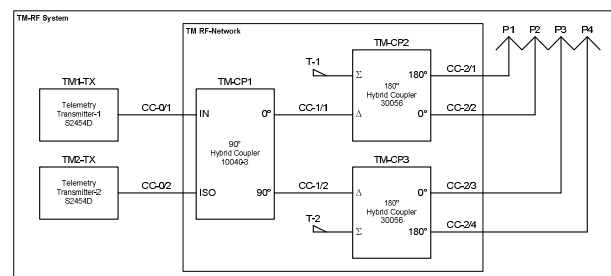 TM-RF System
TM RF-Network
P1 P2 P3 P4
TM1-TX
Telemetry
Transmitter-1
S2454D
CC-0/1
TM2-TX
Telemetry
Transmitter-2
S2454D
CC-0/2
TM-CP1
IN 0°
90°
Hybrid Coupler
10040-3
ISO 90°
CC-1/1
CC-1/2
TM-CP2
T-1
Σ 180°
180°
Hybrid Coupler
30056
Δ 0°
CC-2/1
CC-2/2
TM-CP3
Δ 0°
180°
Hybrid Coupler
30056
T-2
Σ 180°
CC-2/3
CC-2/4